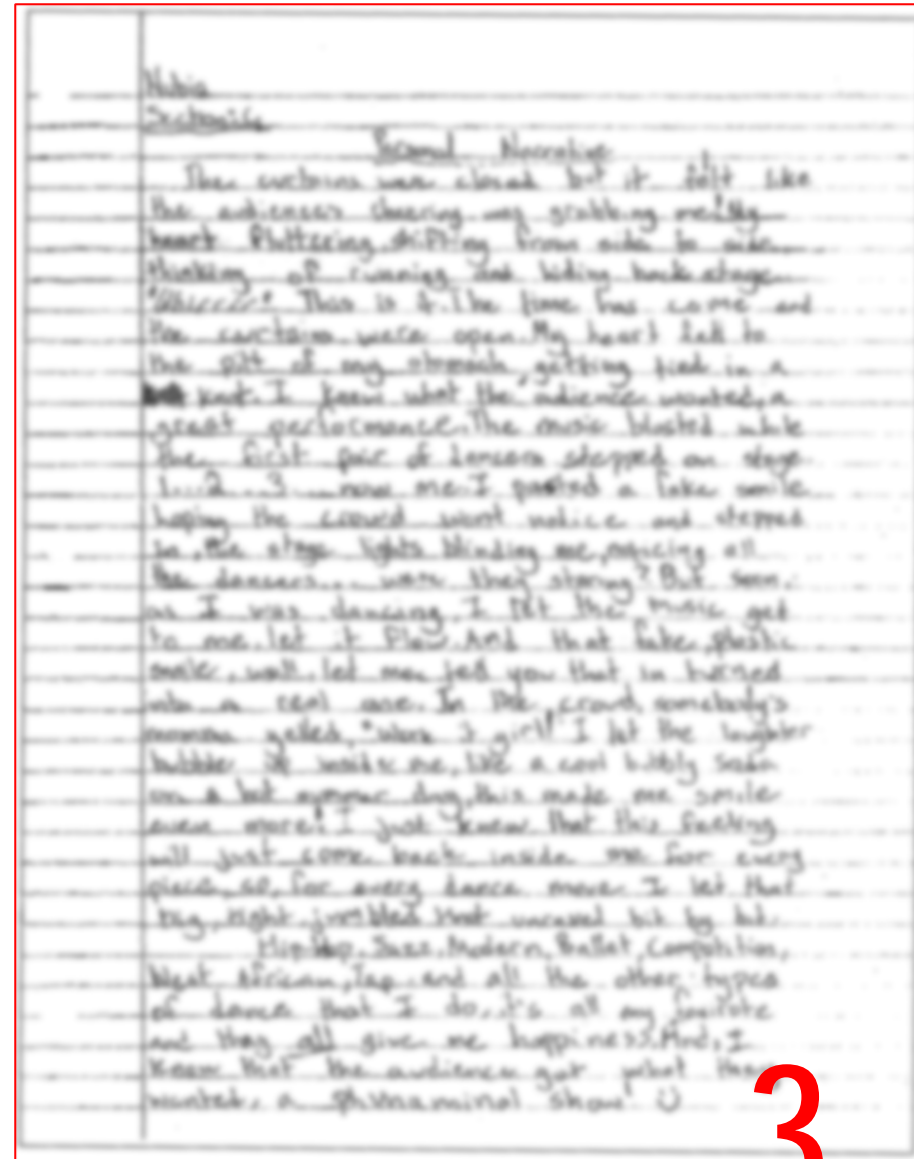 Nubia
Personal Narrative
The curtains was closed but it felt like
the audiences cheering was grabbing me! My
heart fluttering, shifting from side to side
thinking of running and hiding back stage
This is it. The time has come and
the curtains were open. My heart fell to
the pitt of my stomach, getting tied in a
knot. I knew what the audience wanted, a
great performance. The music blasted while
the first pair of dancers stepped on stage
1...2...3... now me. I pasted a fake smile
hoping the crowd wont notice and stepped
in, the stage lights blinding me, noticing all
the dancers... were they staring? But soon
as I was dancing, I let the music get
to me, let it flow. And that fake, plastic
smile, well, let me tell you that in turned
into a real one. In the crowd, somebody's
momma yelled, "Work it girl!" I let the laughter
bubble up inside me, like a cool bubbly
on a hot summer day, this made me smile
even more! I just knew that this feeling
will just come back inside me for every
piece, so, for every dance move I let that
big, tight, jumbled knot unravel bit by bit.
Hip Hop, Jazz, Modern, Ballet, Compitition,
West African, Tap and all the other types
of dance that I do, it's all my
and they all give me happiness. And, I
knew that the audience got what they
wanted, a show! ☺
3